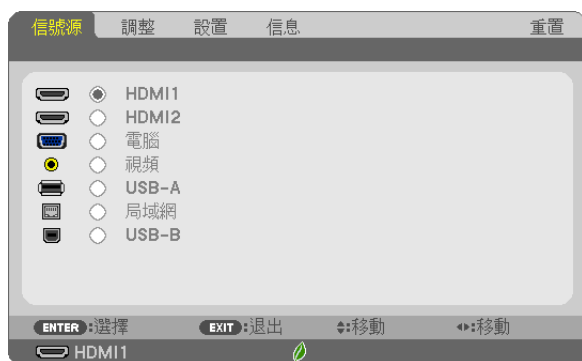 信號源 調整 設置 信息 重置
HDMI1
HDMI2
電腦
視頻
USB-A
局域網
USB-B
ENTER:選擇 EXIT:退出 :移動 :移動
HDMI1